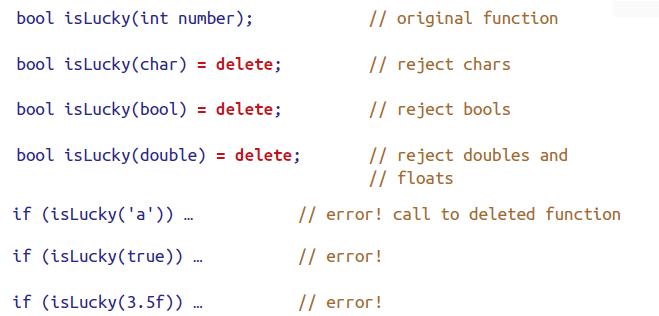 bool isLucky(int number); // original function
bool isLucky(char) = delete; // reject chars
bool isLucky(bool) = delete; // reject bools
bool isLucky(double) = delete; // reject doubles and
// floats
if (isLucky('a')) … // error! call to deleted function
if (isLucky(true)) … // error!
if (isLucky(3.5f)) … // error!